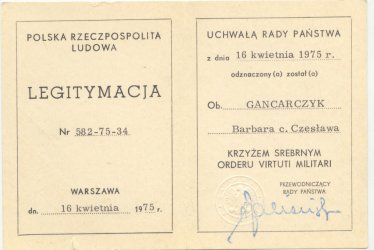 POLSKA RZECZPOSPOLITA
LUDOWA
LEGITYMACJA
Nr 582-75-34
WARSZAWA
dn. 16 kwietnia 1975 r.
UCHWAŁĄ RADY PAŃSTWA
z dnia 16 kwietnia 1975 r.
odznaczony (a) został (a)
Ob. GANCARCZYK
Barbara c. Czesława
KRZYŻEM SREBRNYM
ORDERU VIRTUTI MILITARI
PRZEWODNICZĄCY
RADY PAŃSTWA